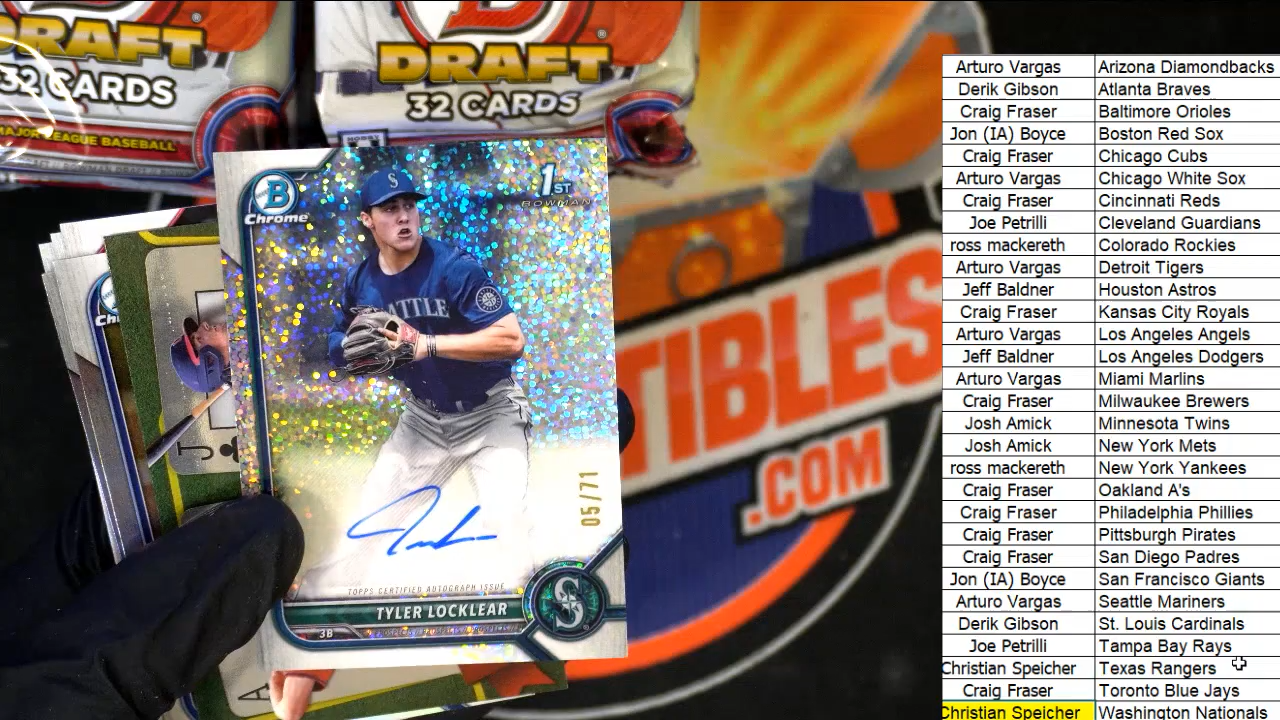 DRAFT
32 CARDS
MAJOR LEAGUE BASEBALL
DRAFT
®
32 CARDS
HOBBY
B
Chrome
1ST
BOWMAN
S
SEATTLE
05/71
TOPPS CERTIFIED AUTOGRAPH ISSUE
TYLER LOCKLEAR
3B
J
A
TIBLES
.COM
Arturo Vargas Arizona Diamondbacks
Derik Gibson Atlanta Braves
Craig Fraser Baltimore Orioles
Jon (IA) Boyce Boston Red Sox
Craig Fraser Chicago Cubs
Arturo Vargas Chicago White Sox
Craig Fraser Cincinnati Reds
Joe Petrilli Cleveland Guardians
ross mackereth Colorado Rockies
Arturo Vargas Detroit Tigers
Jeff Baldner Houston Astros
Craig Fraser Kansas City Royals
Arturo Vargas Los Angeles Angels
Jeff Baldner Los Angeles Dodgers
Arturo Vargas Miami Marlins
Craig Fraser Milwaukee Brewers
Josh Amick Minnesota Twins
Josh Amick New York Mets
ross mackereth New York Yankees
Craig Fraser Oakland A's
Craig Fraser Philadelphia Phillies
Craig Fraser Pittsburgh Pirates
Craig Fraser San Diego Padres
Jon (IA) Boyce San Francisco Giants
Arturo Vargas Seattle Mariners
Derik Gibson St. Louis Cardinals
Joe Petrilli Tampa Bay Rays
Christian Speicher Texas Rangers
Craig Fraser Toronto Blue Jays
Christian Speicher Washington Nationals